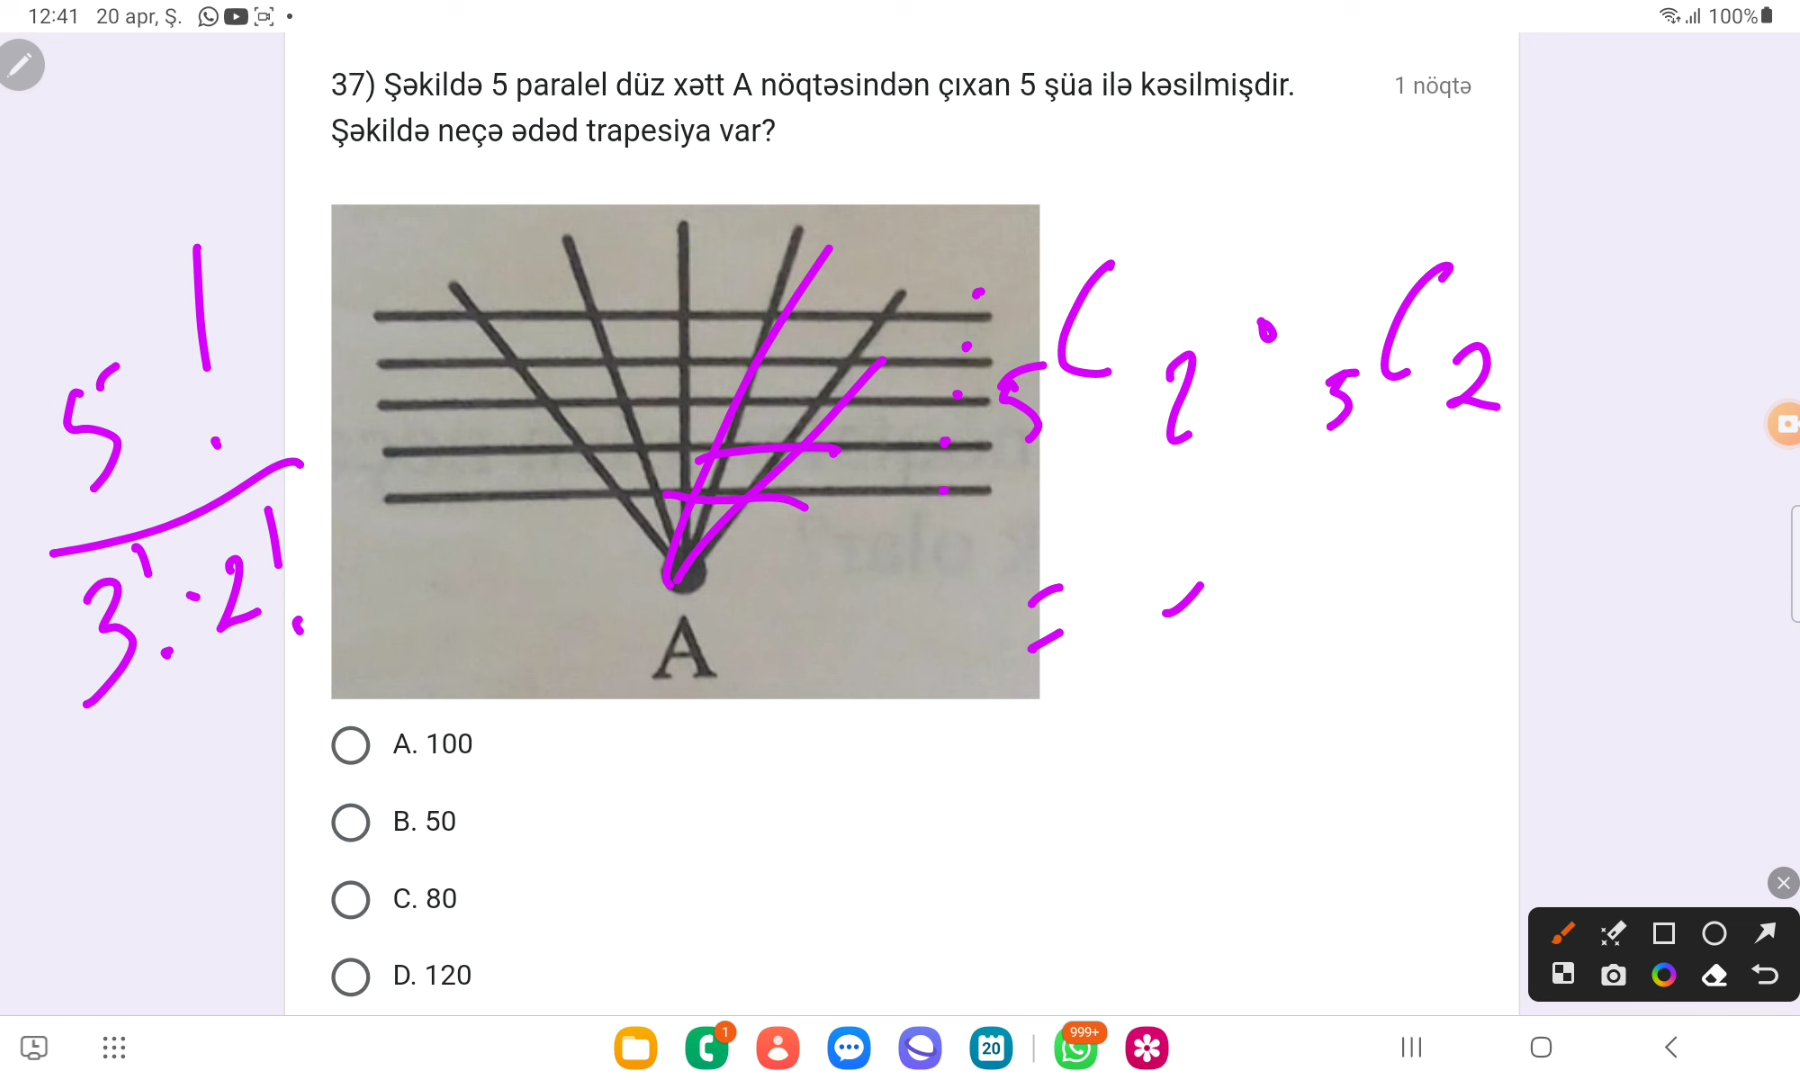 12:41 20 apr, Ş. 100%
37) Şəkildə 5 paralel düz xətt A nöqtəsindən çıxan 5 şüa ilə kəsilmişdir.
1 nöqtə
Şəkildə neçə ədəd trapesiya var?
5!
3! · 2!
5C2 · 5C2
=
A
A. 100
B. 50
C. 80
D. 120
1
20
999+